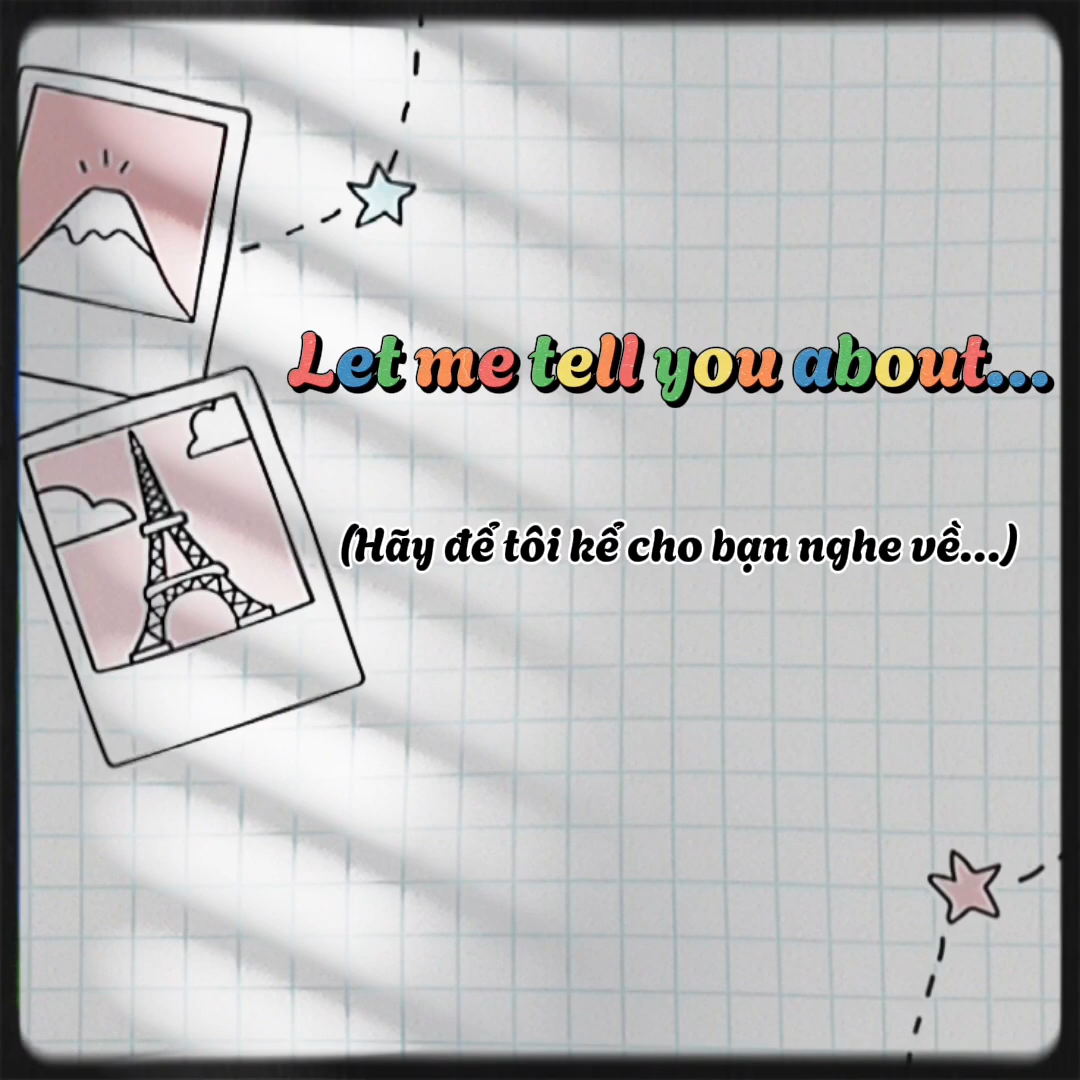 Let me tell you about...
(Hãy để tôi kể cho bạn nghe về...)